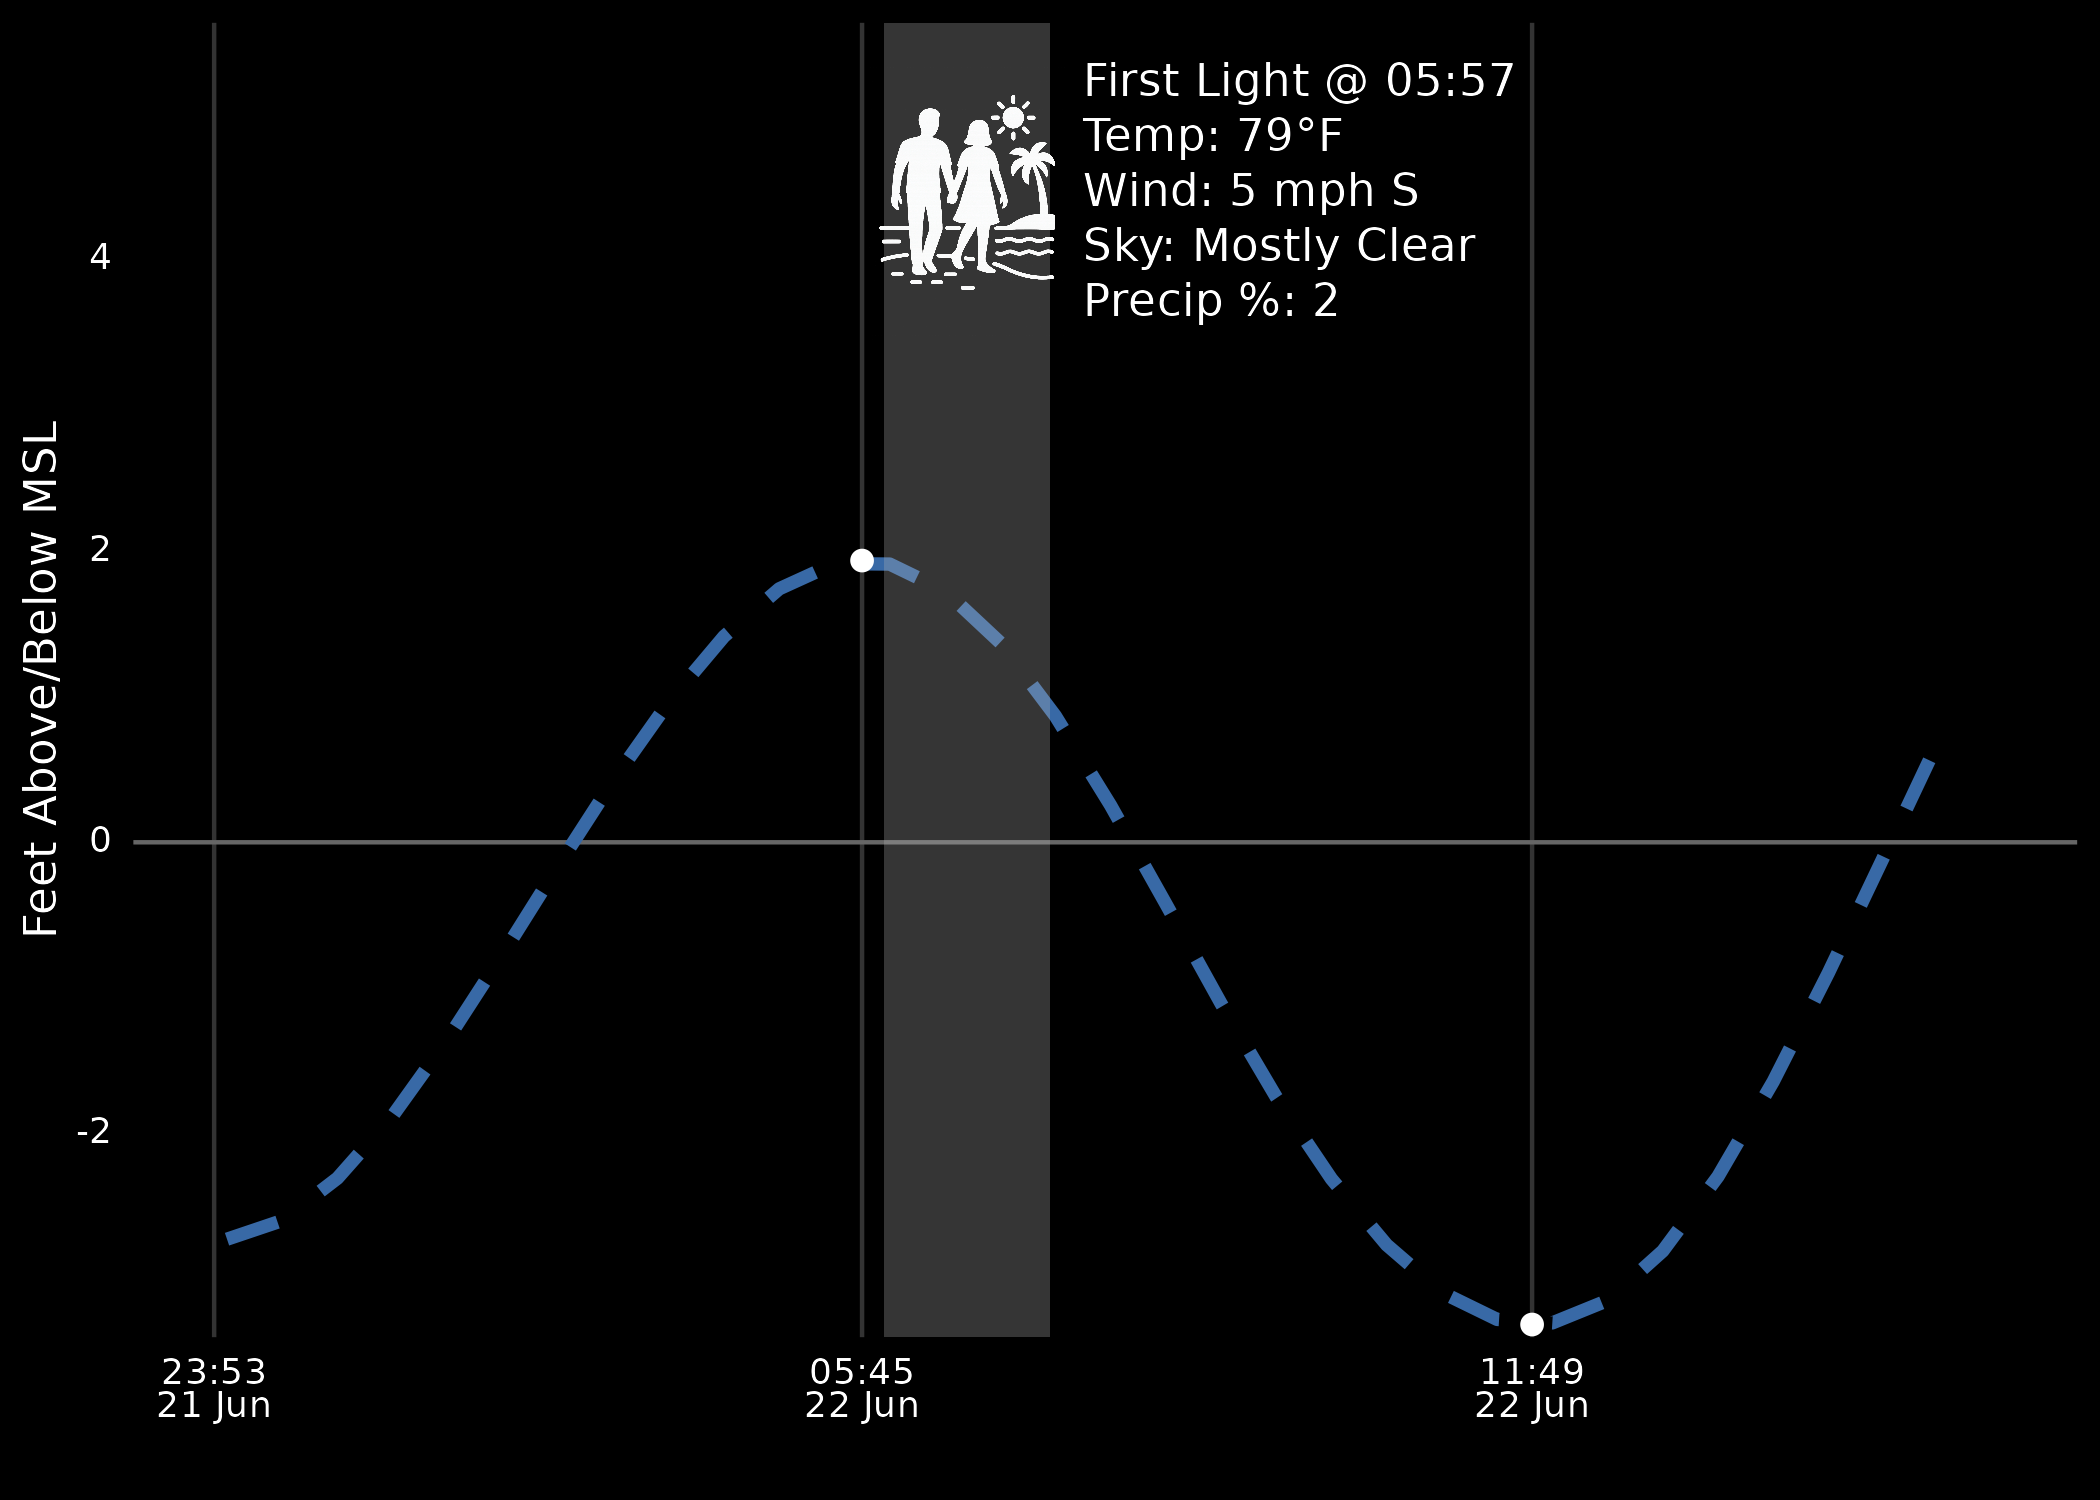 First Light @ 05:57
Temp: 79°F
Wind: 5 mph S
Sky: Mostly Clear
Precip %: 2
Feet Above/Below MSL
4
2
0
-2
23:53
21 Jun
05:45
22 Jun
11:49
22 Jun